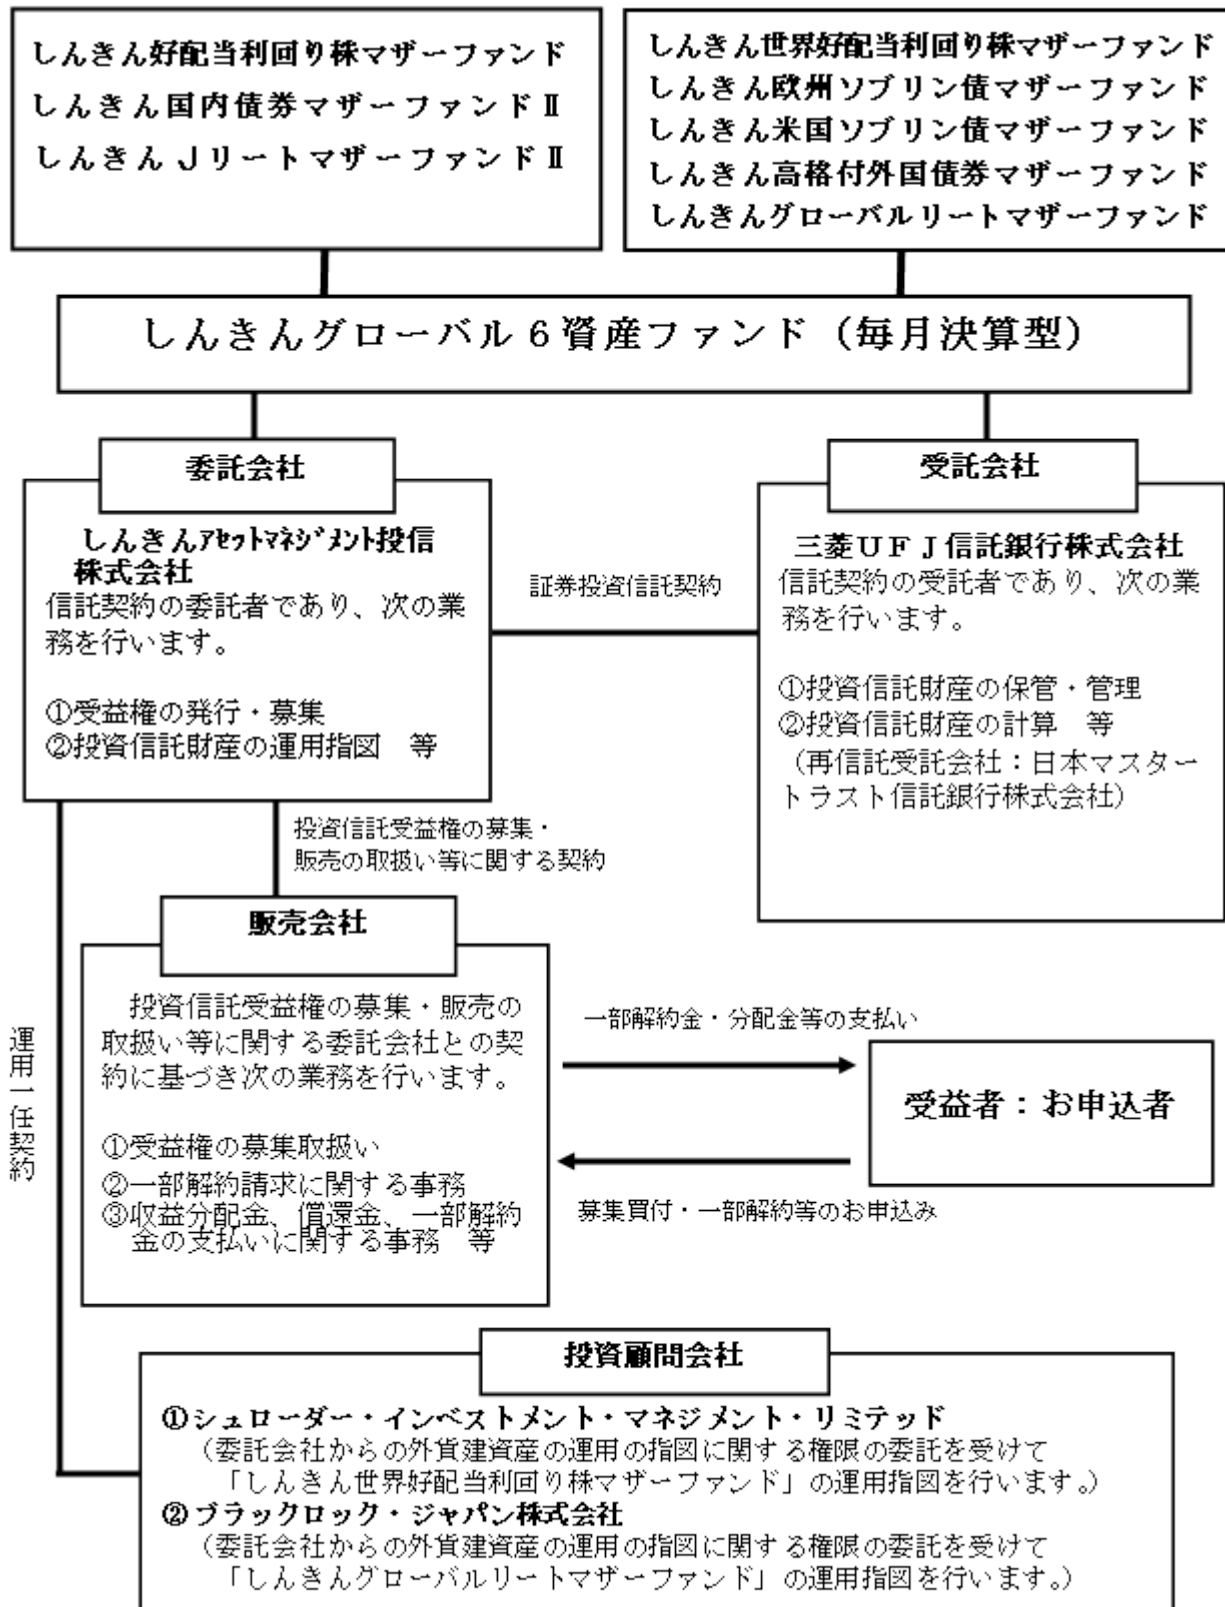 しんきん好配当利回り株マザーファンド
しんきん国内債券マザーファンドⅡ
しんきんJリートマザーファンドⅡ
しんきん世界好配当利回り株マザーファンド
しんきん欧州ソブリン債マザーファンド
しんきん米国ソブリン債マザーファンド
しんきん高格付外国債券マザーファンド
しんきんグローバルリートマザーファンド
しんきんグローバル6資産ファンド（毎月決算型）
委託会社
しんきんｱｾｯﾄﾏﾈｼﾞﾒﾝﾄ投信
株式会社
信託契約の委託者であり、次の業
務を行います。
①受益権の発行・募集
②投資信託財産の運用指図　等
証券投資信託契約
受託会社
三菱UFJ信託銀行株式会社
信託契約の受託者であり、次の業
務を行います。
①投資信託財産の保管・管理
②投資信託財産の計算　等
（再信託受託会社：日本マスター
トラスト信託銀行株式会社）
投資信託受益権の募集・
販売の取扱い等に関する契約
販売会社
投資信託受益権の募集・販売の
取扱い等に関する委託会社との契
約に基づき次の業務を行います。
①受益権の募集取扱い
②一部解約請求に関する事務
③収益分配金、償還金、一部解約
金の支払いに関する事務　等
一部解約金・分配金等の支払い
受益者：お申込者
募集買付・一部解約等のお申込み
運用一任契約
投資顧問会社
①シュローダー・インベストメント・マネジメント・リミテッド
（委託会社からの外貨建資産の運用の指図に関する権限の委託を受けて
「しんきん世界好配当利回り株マザーファンド」の運用指図を行います。）
②ブラックロック・ジャパン株式会社
（委託会社からの外貨建資産の運用の指図に関する権限の委託を受けて
「しんきんグローバルリートマザーファンド」の運用指図を行います。）